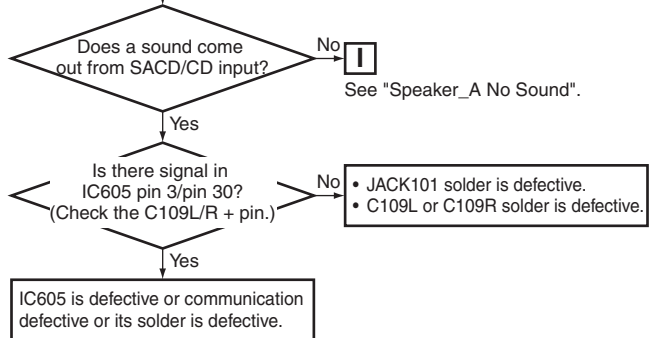 Does a sound come
out from SACD/CD input?
No
I
See "Speaker_A No Sound".
Yes
Is there signal in
IC605 pin 3/pin 30?
(Check the C109L/R + pin.)
No
• JACK101 solder is defective.
• C109L or C109R solder is defective.
Yes
IC605 is defective or communication
defective or its solder is defective.